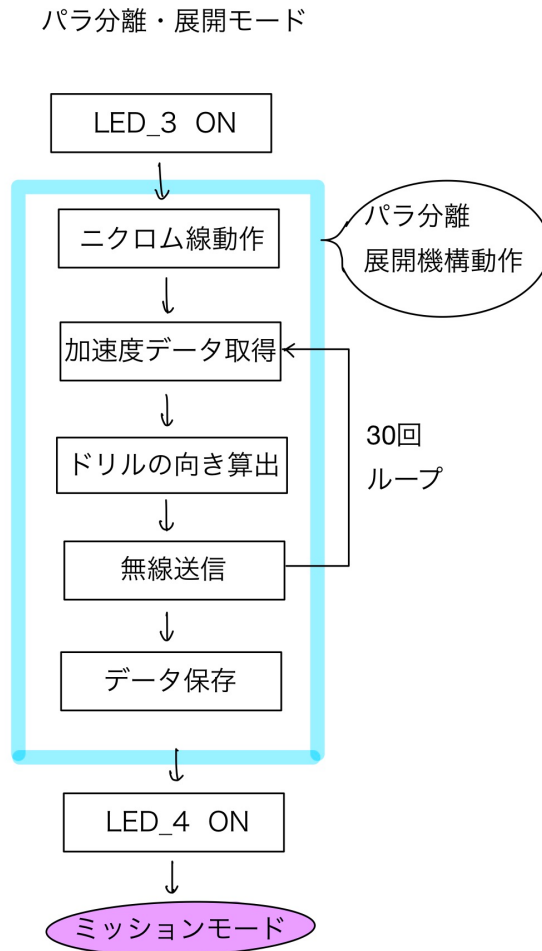 パラ分離・展開モード
LED_3 ON
ニクロム線動作
パラ分離
展開機構動作
加速度データ取得
30回
ループ
ドリルの向き算出
無線送信
データ保存
LED_4 ON
ミッションモード